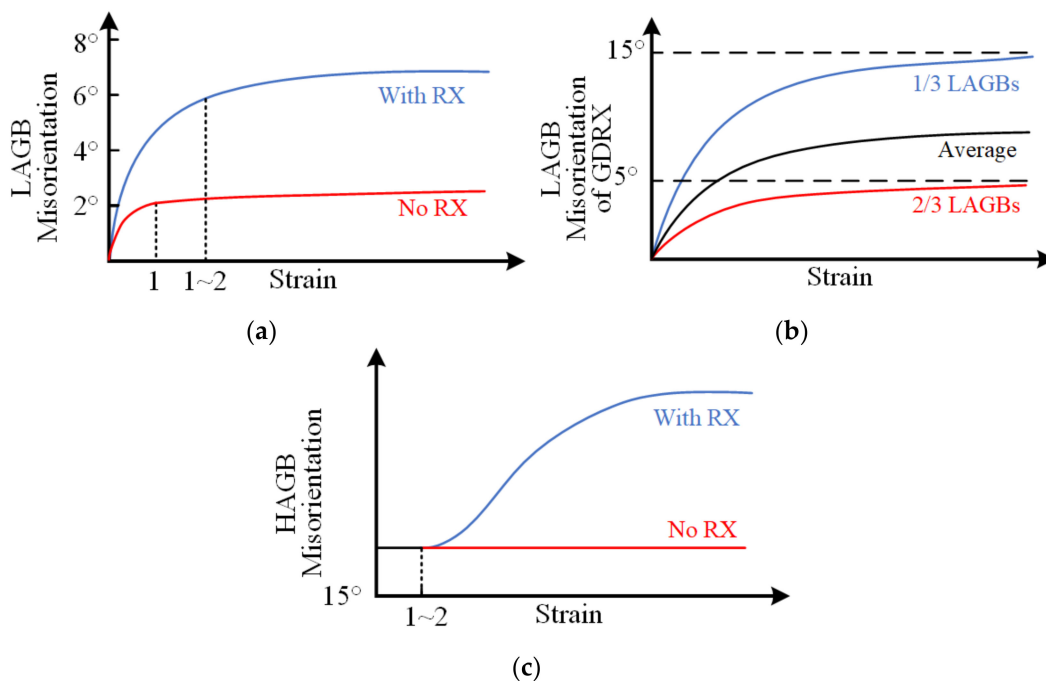 8°
6°
4°
2°
LAGB
Misorientation
With RX
No RX
1
1~2
Strain
(a)
15°
5°
LAGB
Misorientation
of GDRX
1/3 LAGBs
Average
2/3 LAGBs
Strain
(b)
HAGB
Misorientation
15°
With RX
No RX
1~2
Strain
(c)